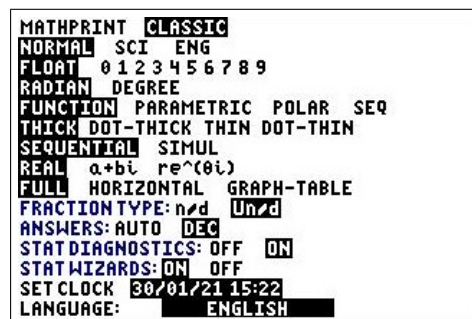 MATHPRINT CLASSIC
NORMAL SCI ENG
FLOAT 0 1 2 3 4 5 6 7 8 9
RADIAN DEGREE
FUNCTION PARAMETRIC POLAR SEQ
THICK DOT-THICK THIN DOT-THIN
SEQUENTIAL SIMUL
REAL a+bi re^(θi)
FULL HORIZONTAL GRAPH-TABLE
FRACTION TYPE: n/d Un/d
ANSWERS: AUTO DEC
STAT DIAGNOSTICS: OFF ON
STAT WIZARDS: ON OFF
SET CLOCK 30/01/21 15:22
LANGUAGE: ENGLISH